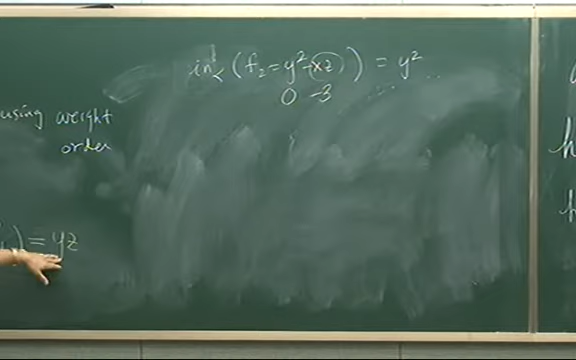 in< (f₂ = y² - xz) = y²
0 -3
using weight
order
) = yz
h